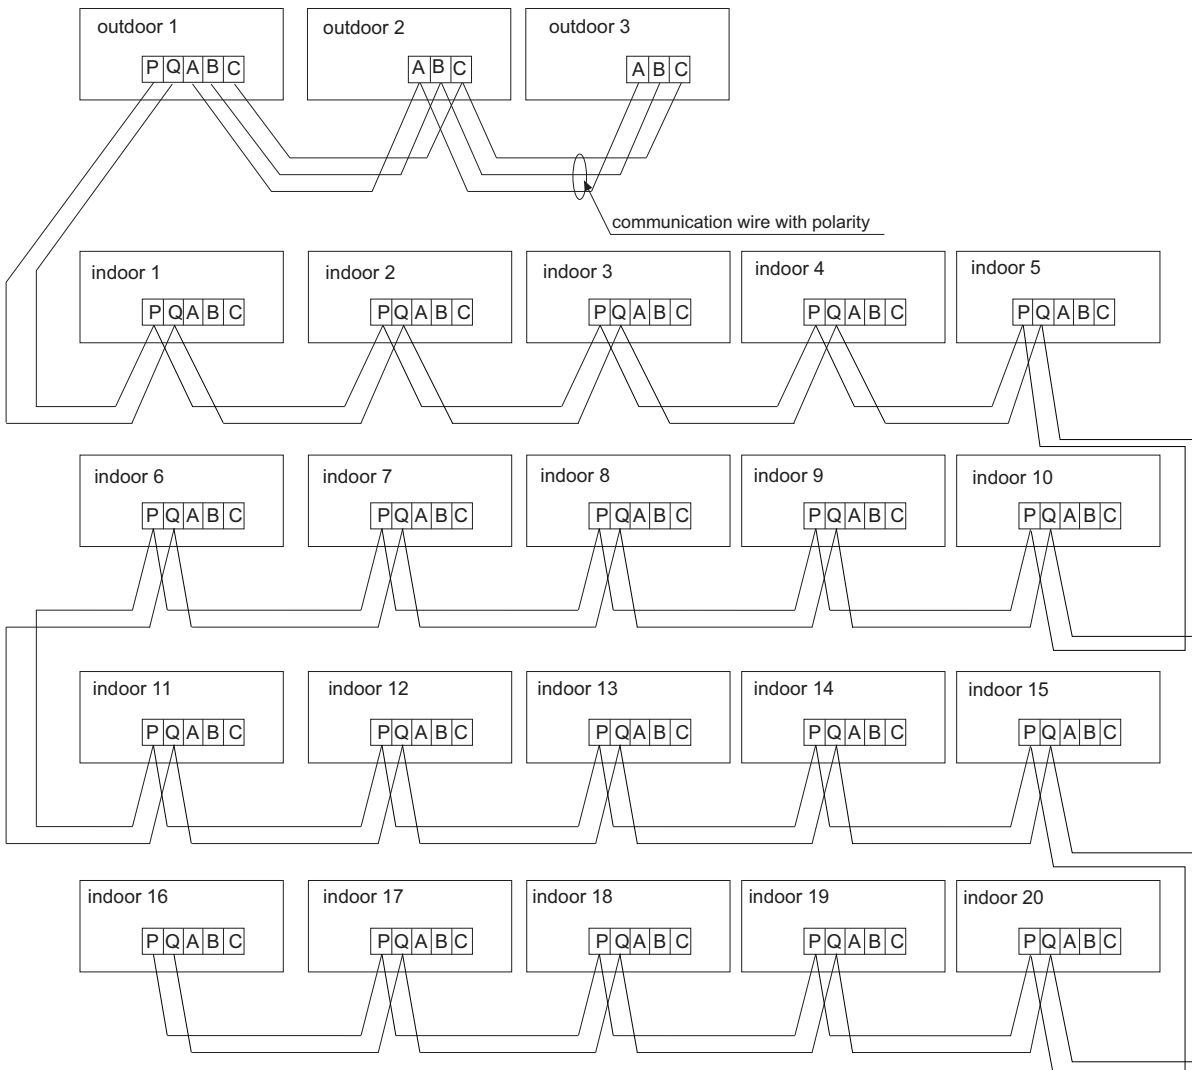 outdoor 1 outdoor 2 outdoor 3
P Q A B C A B C A B C
communication wire with polarity
indoor 1 indoor 2 indoor 3 indoor 4 indoor 5
P Q A B C P Q A B C P Q A B C P Q A B C P Q A B C
indoor 6 indoor 7 indoor 8 indoor 9 indoor 10
P Q A B C P Q A B C P Q A B C P Q A B C P Q A B C
indoor 11 indoor 12 indoor 13 indoor 14 indoor 15
P Q A B C P Q A B C P Q A B C P Q A B C P Q A B C
indoor 16 indoor 17 indoor 18 indoor 19 indoor 20
P Q A B C P Q A B C P Q A B C P Q A B C P Q A B C